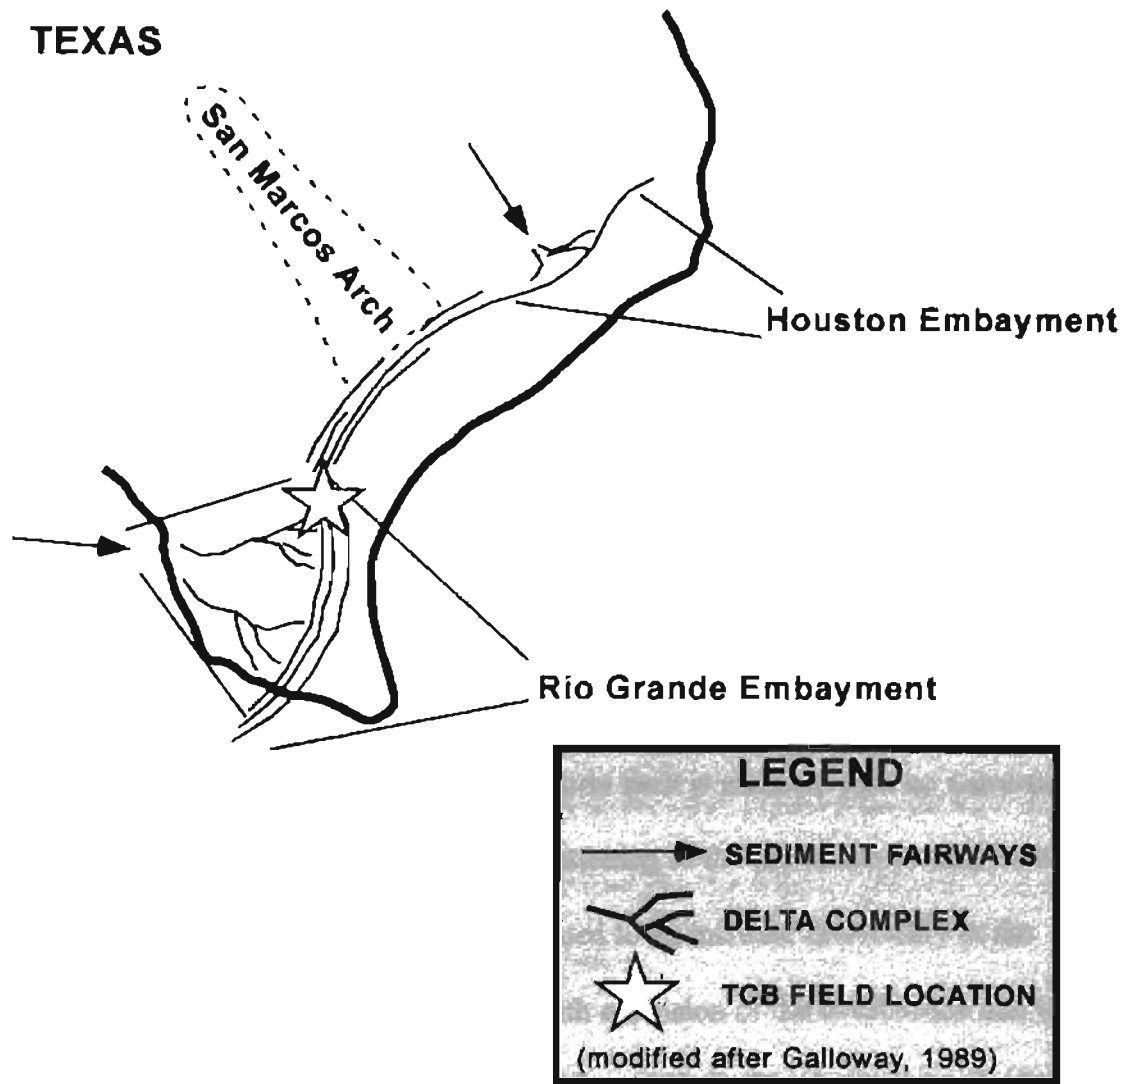 TEXAS
San Marcos Arch
Houston Embayment
Río Grande Embayment
LEGEND
SEDIMENT FAIRWAYS
DELTA COMPLEX
TCB FIELD LOCATION
(modified after Galloway, 1989)